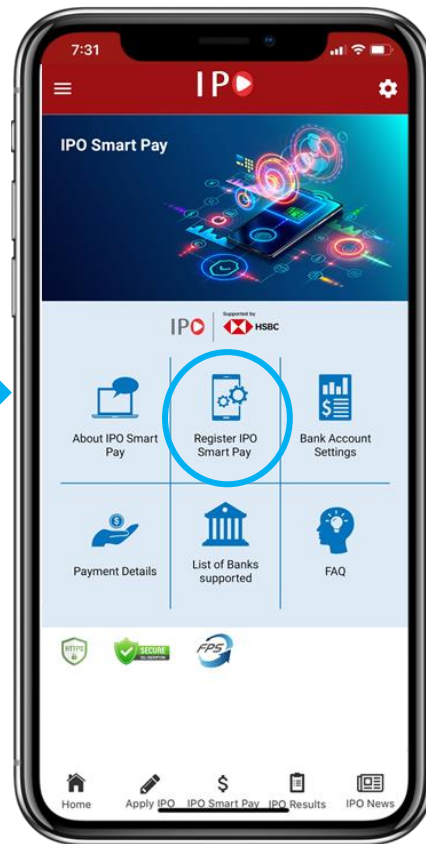 7:31
IPO
IPO Smart Pay
IPO
Supported by
HSBC
About IPO Smart
Pay
Register IPO
Smart Pay
Bank Account
Settings
Payment Details
List of Banks
supported
FAQ
HTTPS
SECURE
SSL ENCRYPTION
FPS
Home
Apply IPO
IPO Smart Pay
IPO Results
IPO News